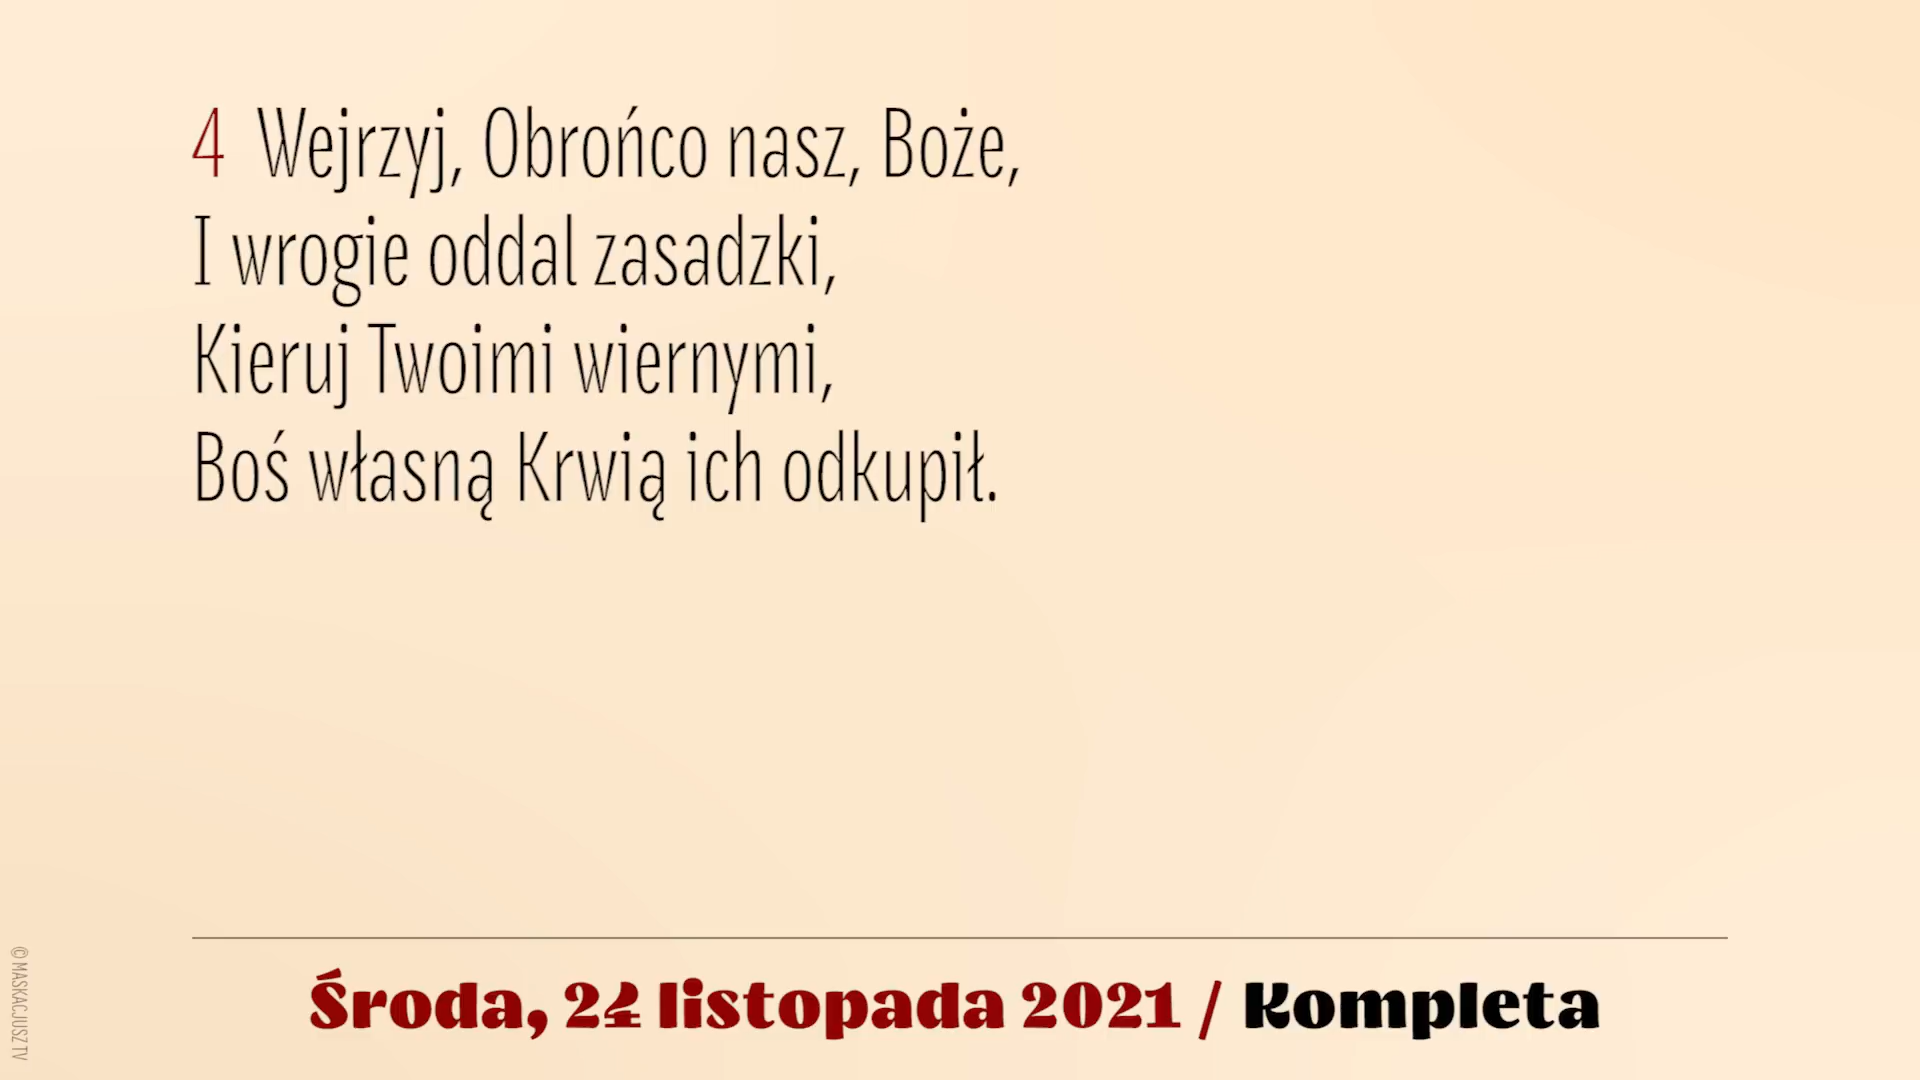 4 Wejrzyj, Obrońco nasz, Boże,
I wrogie oddal zasadzki,
Kieruj Twoimi wiernymi,
Boś własną Krwią ich odkupił.
Środa, 24 listopada 2021 / Kompleta
© MASKACJUSZ TV